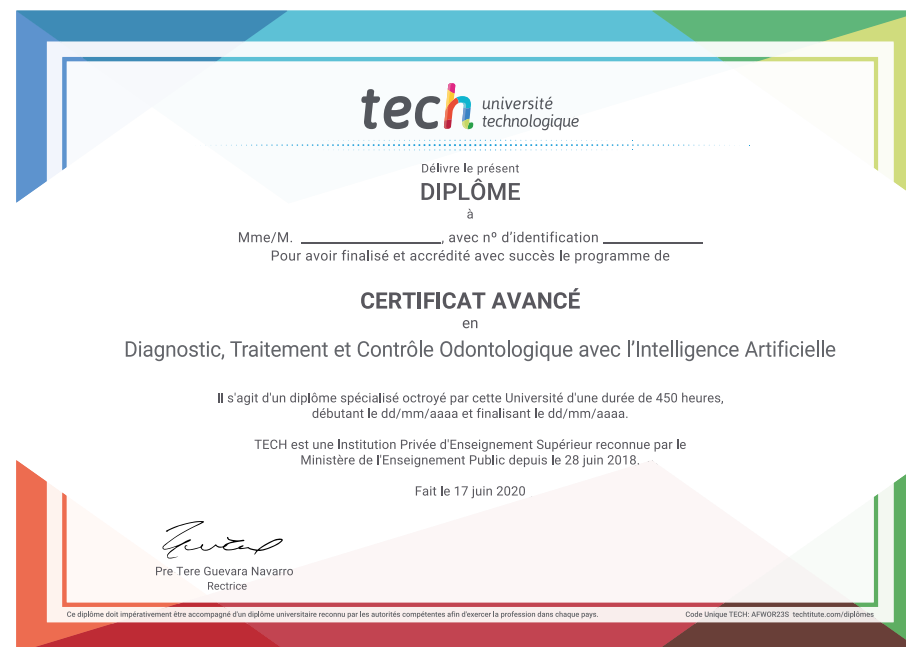 tech université
technologique
Délivre le présent
DIPLÔME
à
Mme/M. ____________________, avec nº d'identification ______________
Pour avoir finalisé et accrédité avec succès le programme de
CERTIFICAT AVANCÉ
en
Diagnostic, Traitement et Contrôle Odontologique avec l'Intelligence Artificielle
Il s'agit d'un diplôme spécialisé octroyé par cette Université d'une durée de 450 heures,
débutant le dd/mm/aaaa et finalisant le dd/mm/aaaa.
TECH est une Institution Privée d'Enseignement Supérieur reconnue par le
Ministère de l'Enseignement Public depuis le 28 juin 2018.
Fait le 17 juin 2020
Pre Tere Guevara Navarro
Rectrice
Ce diplôme doit impérativement être accompagné d'un diplôme universitaire reconnu par les autorités compétentes afin d'exercer la profession dans chaque pays.
Code Unique TECH: AFWOR23S techtitute.com/diplômes